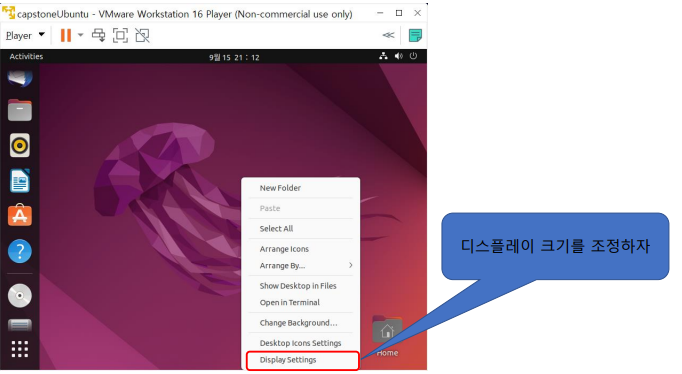 capstoneUbuntu - VMware Workstation 16 Player (Non-commercial use only)
Player
Activities
9월 15 21 : 12
New Folder
Paste
Select All
Arrange Icons
Arrange By...
Show Desktop in Files
Open in Terminal
Change Background...
Desktop Icons Settings
Display Settings
Home
디스플레이 크기를 조정하자